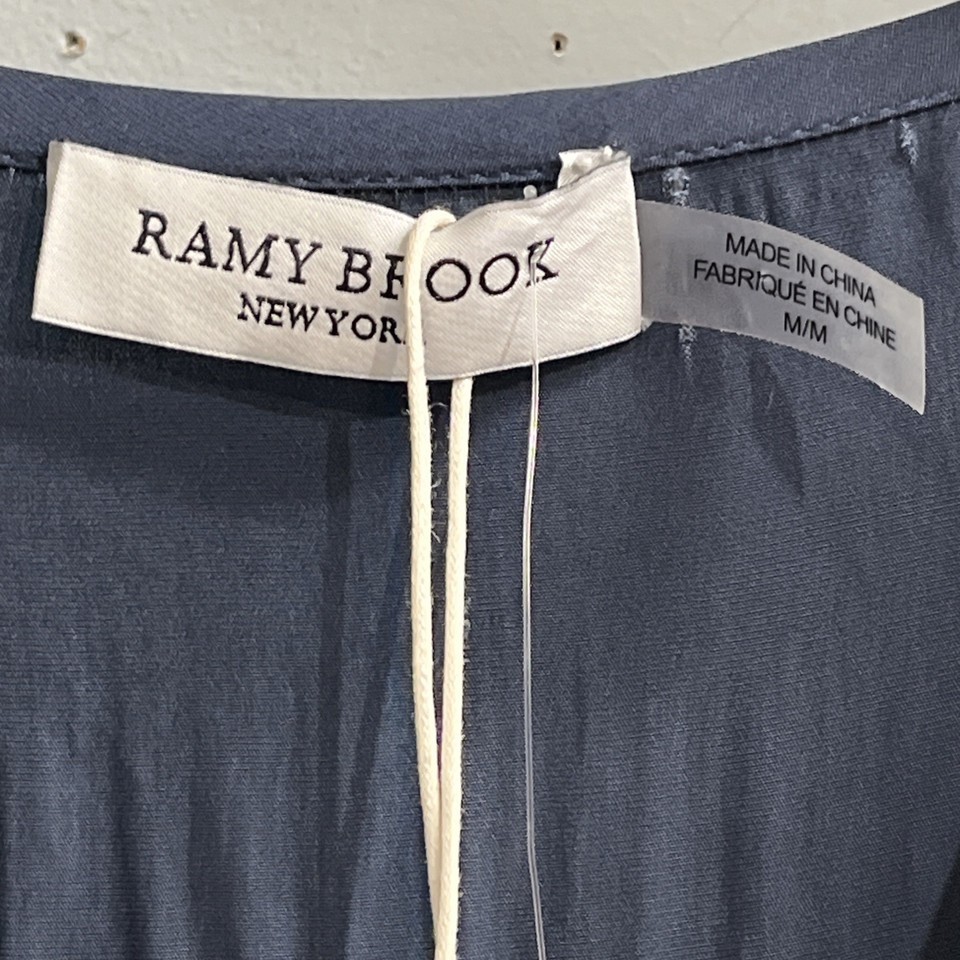 RAMY BROOK
NEW YORK
MADE IN CHINA
FABRIQUÉ EN CHINE
M/M